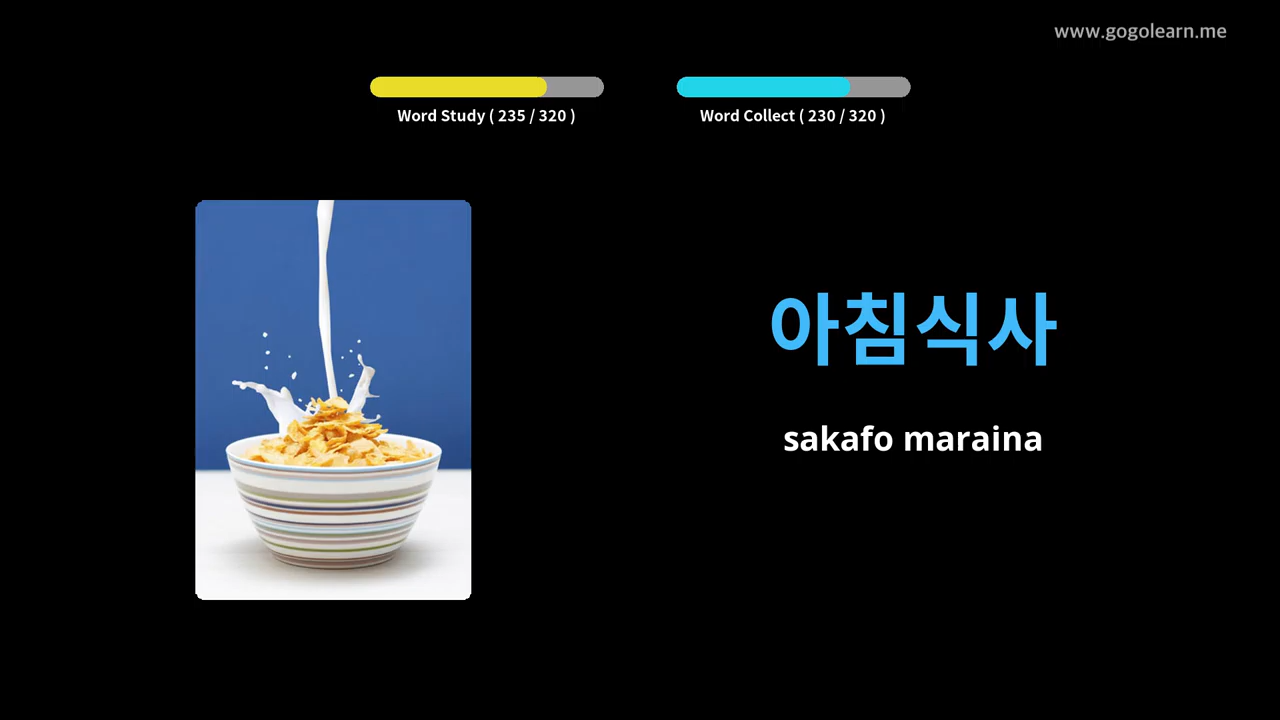 www.gogolearn.me
Word Study ( 235 / 320 )
Word Collect ( 230 / 320 )
아침식사
sakafo maraina